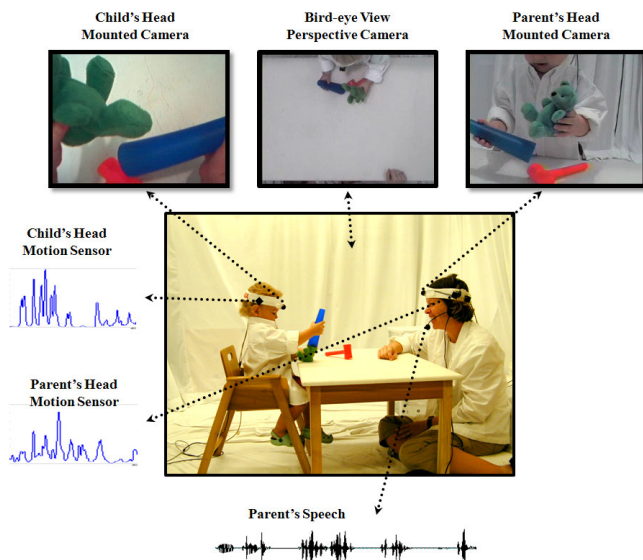 Child's Head
Mounted Camera
Bird-eye View
Perspective Camera
Parent's Head
Mounted Camera
Child's Head
Motion Sensor
Parent's Head
Motion Sensor
Parent's Speech